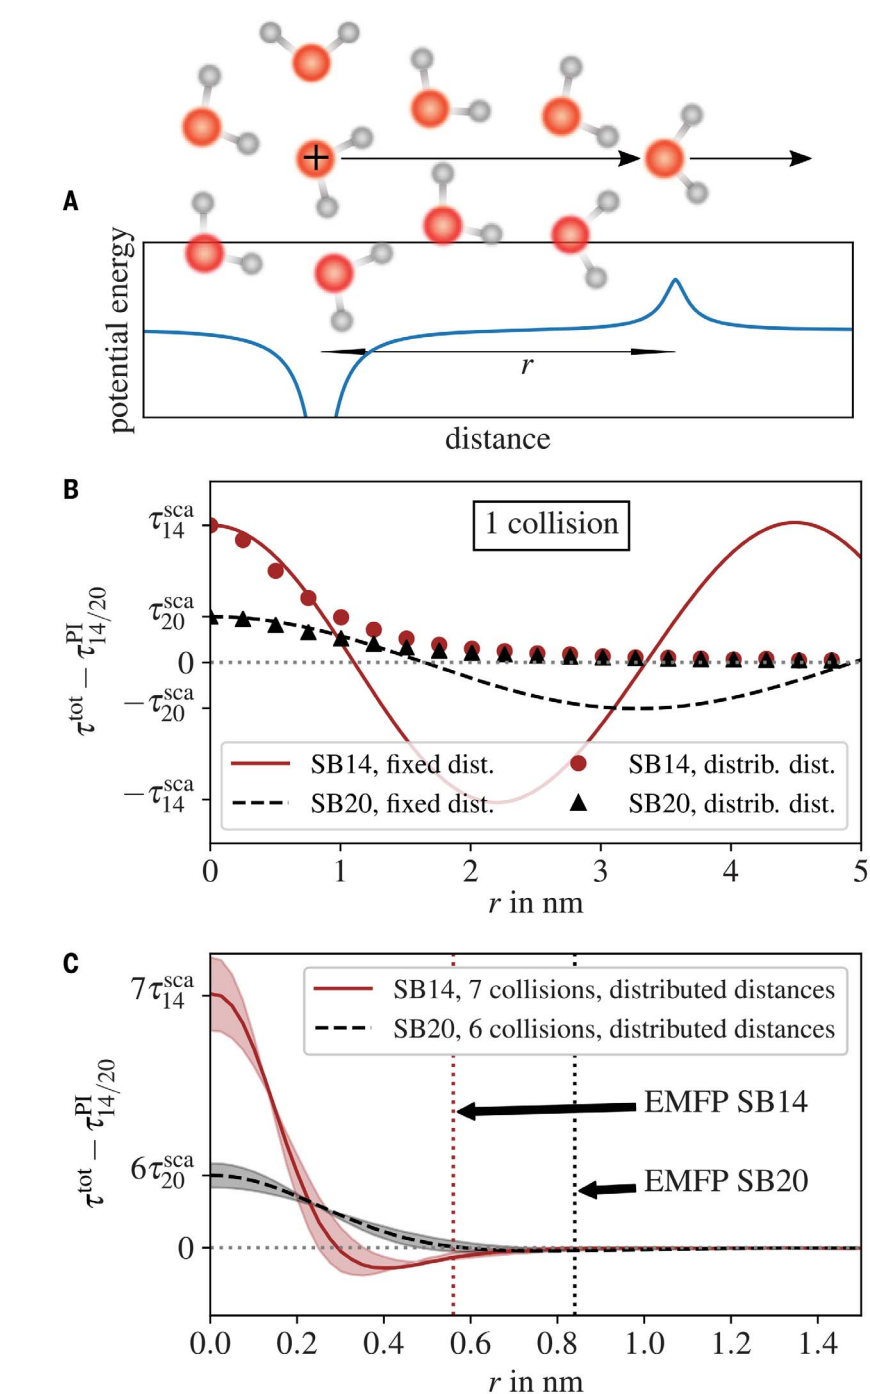 +
A
potential energy
r
distance
B
1 collision
τ₁₄ˢᶜᵃ
τ₂₀ˢᶜᵃ
0
−τ₂₀ˢᶜᵃ
−τ₁₄ˢᶜᵃ
τᵗᵒᵗ − τᴾᴵ₁₄/₂₀
SB14, fixed dist.
SB14, distrib. dist.
SB20, fixed dist.
SB20, distrib. dist.
0 1 2 3 4 5
r in nm
C
7τ₁₄ˢᶜᵃ
6τ₂₀ˢᶜᵃ
0
τᵗᵒᵗ − τᴾᴵ₁₄/₂₀
SB14, 7 collisions, distributed distances
SB20, 6 collisions, distributed distances
EMFP SB14
EMFP SB20
0.0 0.2 0.4 0.6 0.8 1.0 1.2 1.4
r in nm